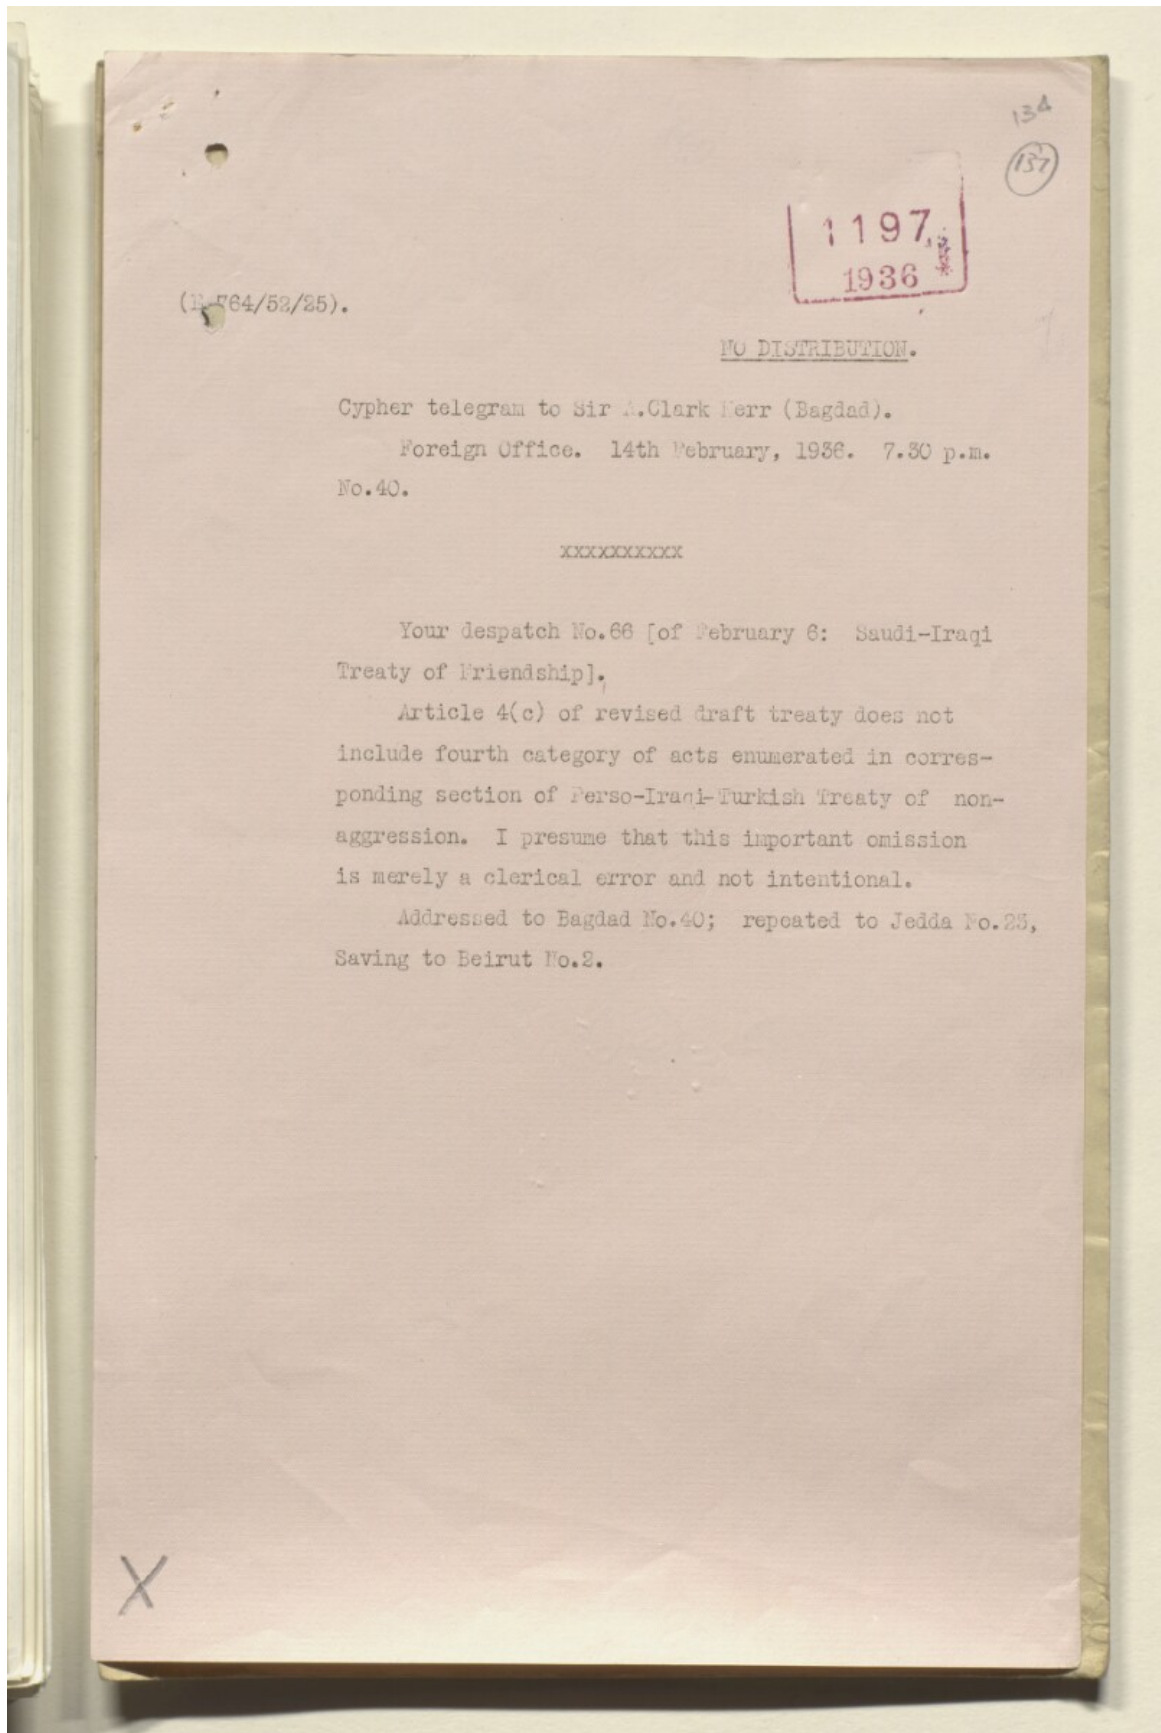 134
137
1197
1936
(E 764/52/25).
NO DISTRIBUTION.
Cypher telegram to Sir A.Clark Kerr (Bagdad).
Foreign Office. 14th February, 1936. 7.30 p.m.
No.40.
xxxxxxxxxx
Your despatch No.66 [of February 6: Saudi-Iraqi
Treaty of Friendship].
Article 4(c) of revised draft treaty does not
include fourth category of acts enumerated in corres-
ponding section of Perso-Iraqi-Turkish Treaty of non-
aggression. I presume that this important omission
is merely a clerical error and not intentional.
Addressed to Bagdad No.40; repeated to Jedda No.23,
Saving to Beirut No.2.
X